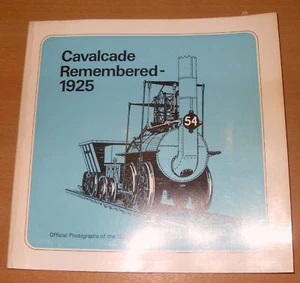 Cavalcade
Remembered-
1925
54
Official Photographs of the